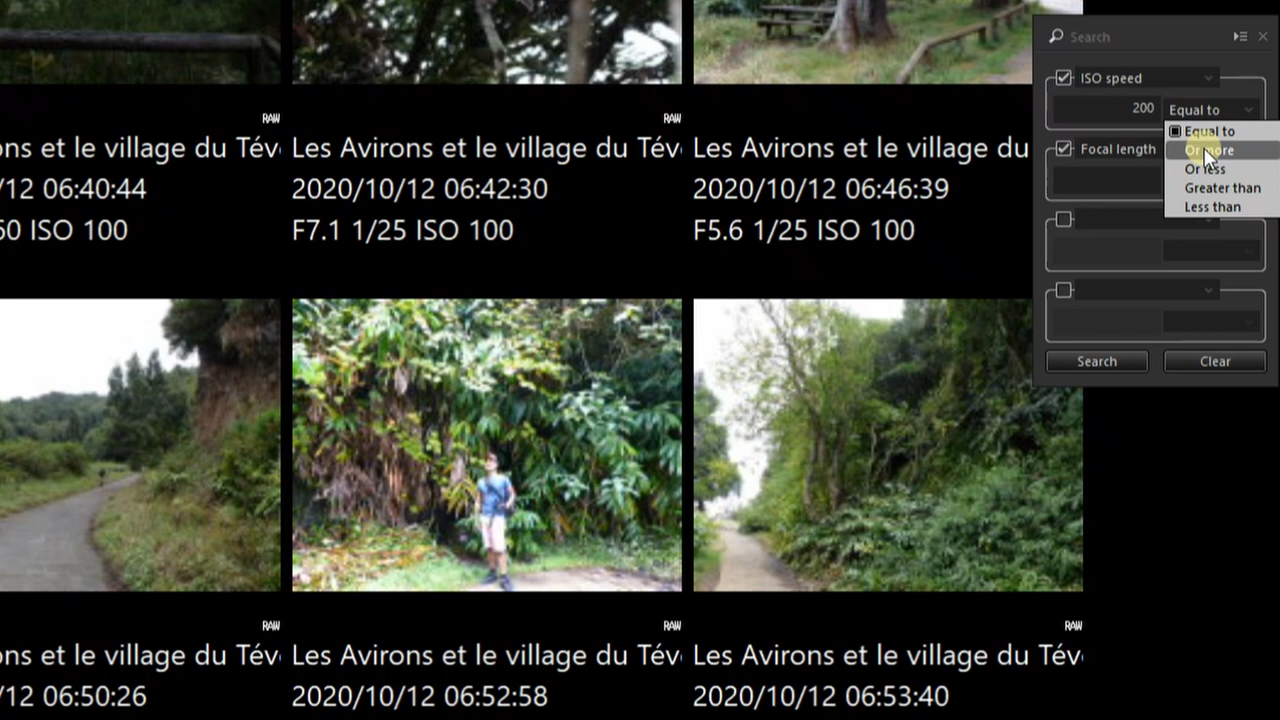 RAW
RAW
ons et le village du Tév
Les Avirons et le village du Tév
Les Avirons et le village du
/12 06:40:44
2020/10/12 06:42:30
2020/10/12 06:46:39
50 ISO 100
F7.1 1/25 ISO 100
F5.6 1/25 ISO 100
RAW
RAW
RAW
ons et le village du Tév
Les Avirons et le village du Tév
Les Avirons et le village du Tév
/12 06:50:26
2020/10/12 06:52:58
2020/10/12 06:53:40
Search
ISO speed
200 Equal to
Equal to
Or more
Or less
Greater than
Less than
Focal length
Search
Clear